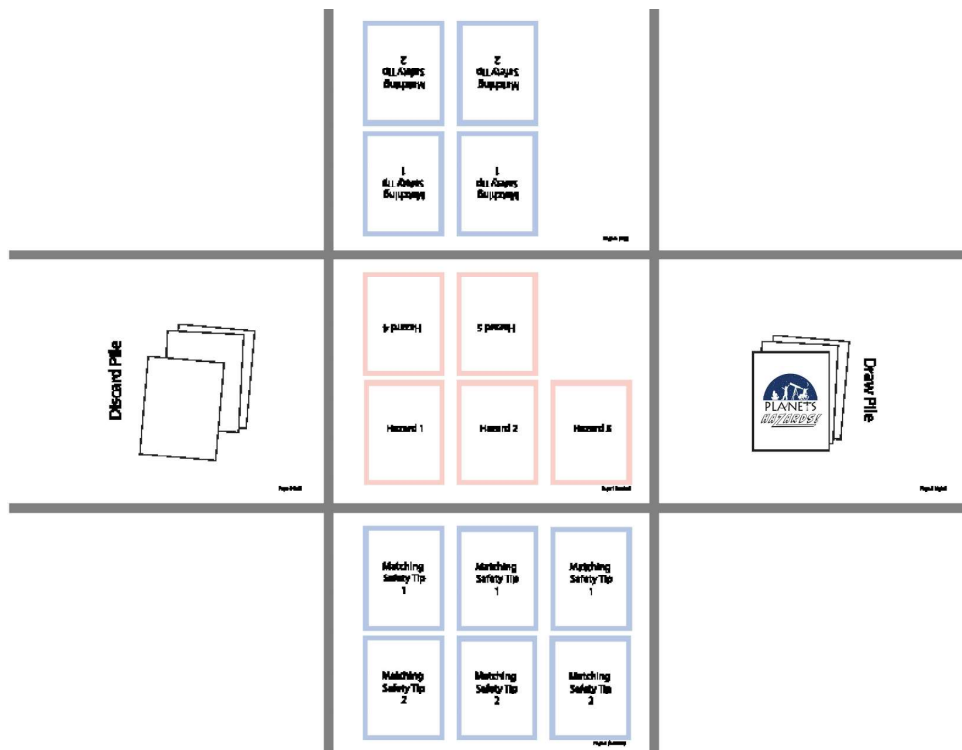 Matching
Safety Tip
2
Matching
Safety Tip
2
Matching
Safety Tip
1
Matching
Safety Tip
1
Discard Pile
Hazard 4
Hazard 5
Hazard 1
Hazard 2
Hazard 3
PLANETS
HAZARDS!
Draw Pile
Matching
Safety Tip
1
Matching
Safety Tip
1
Matching
Safety Tip
1
Matching
Safety Tip
2
Matching
Safety Tip
2
Matching
Safety Tip
2